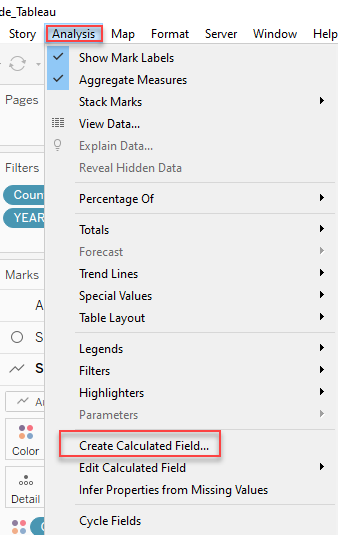 de_Tableau
Story Analysis Map Format Server Window Help
Pages
Filters
Coun
YEAR
Marks
A
S
S
Au
Color
Detail
C
Show Mark Labels
Aggregate Measures
Stack Marks
View Data...
Explain Data...
Reveal Hidden Data
Percentage Of
Totals
Forecast
Trend Lines
Special Values
Table Layout
Legends
Filters
Highlighters
Parameters
Create Calculated Field...
Edit Calculated Field
Infer Properties from Missing Values
Cycle Fields